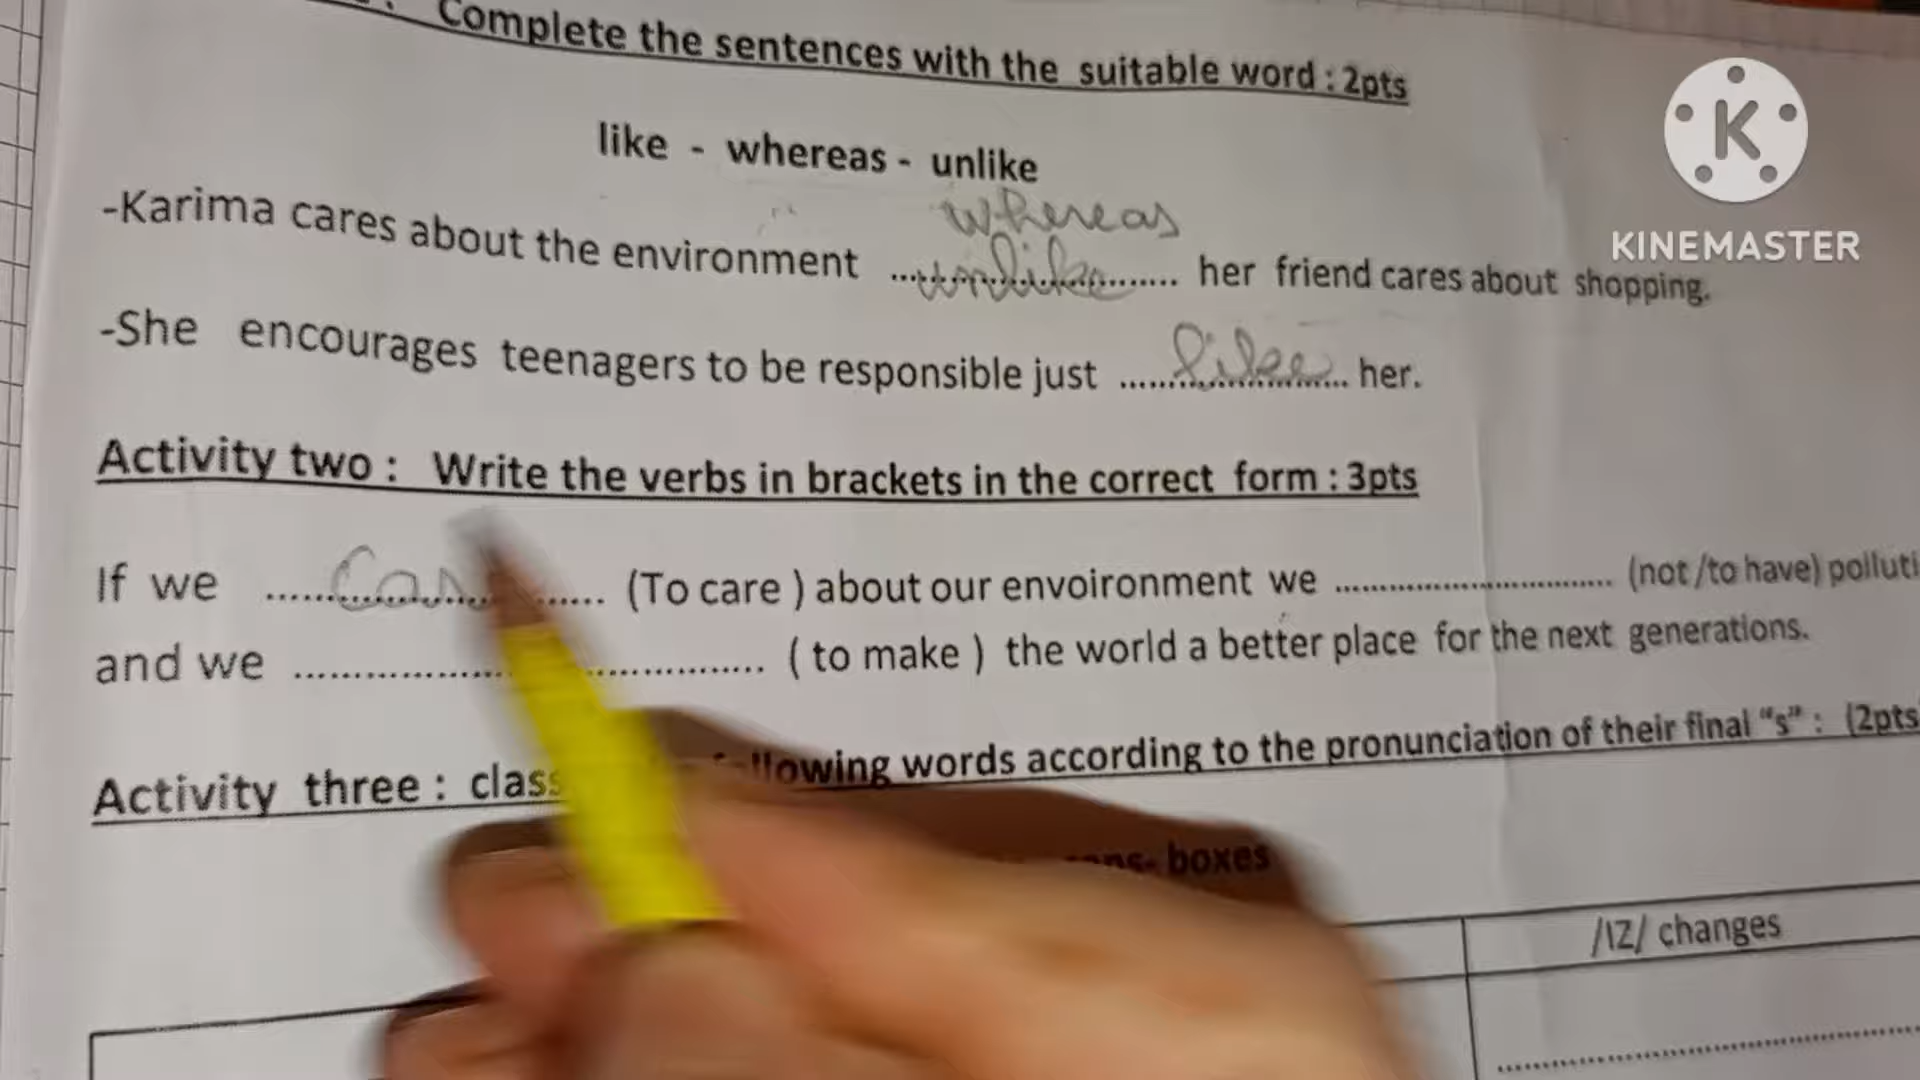 Complete the sentences with the suitable word : 2pts
like - whereas - unlike
whereas
-Karima cares about the environment ....unlike.... her friend cares about shopping.
-She encourages teenagers to be responsible just ....like.... her.
Activity two : Write the verbs in brackets in the correct form : 3pts
If we .......... (To care ) about our envoironment we .......... (not /to have) polluti
and we .......... ( to make ) the world a better place for the next generations.
Activity three : class following words according to the pronunciation of their final “s” : (2pts
boxes
/IZ/ changes
K
KINEMASTER